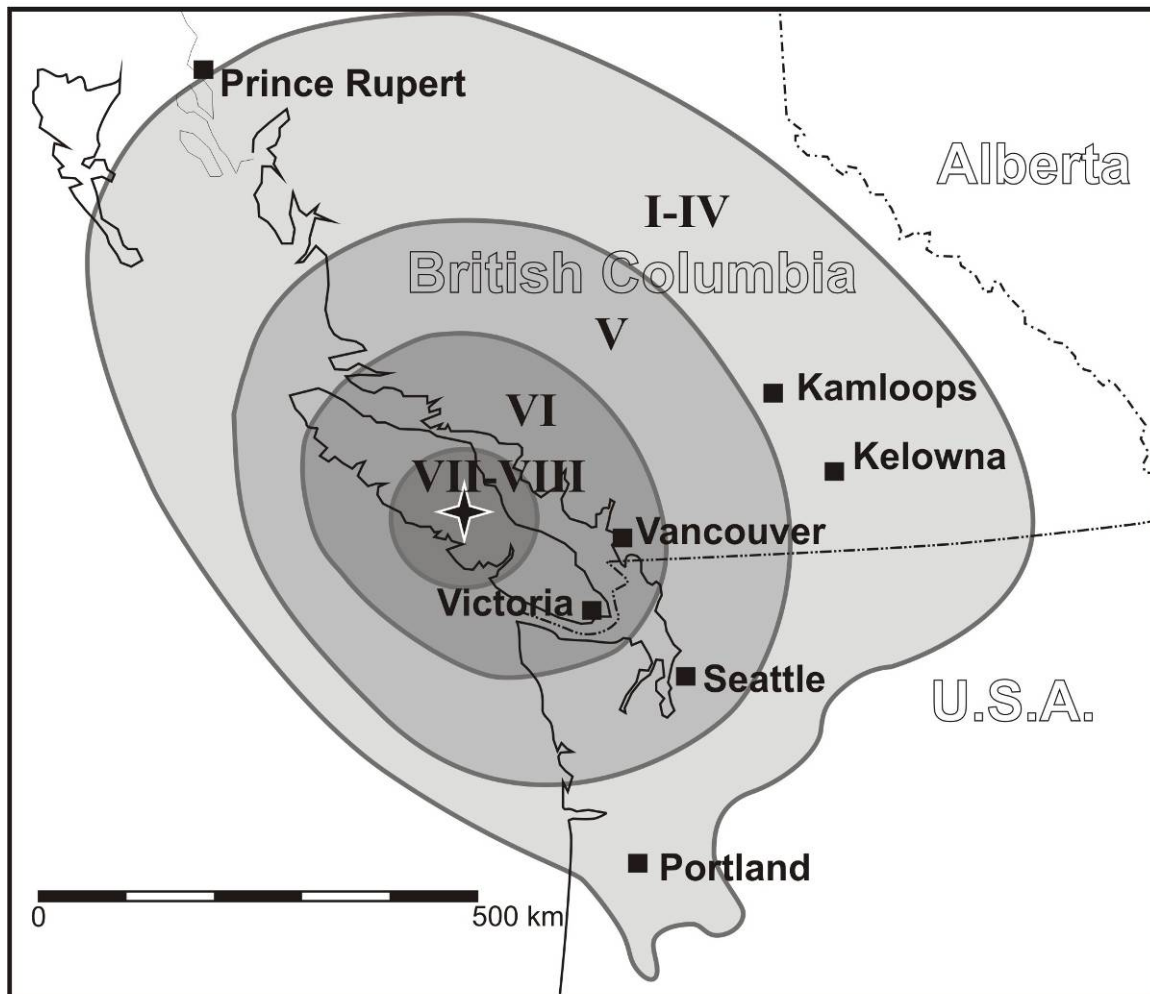 Prince Rupert
Alberta
I-IV
British Columbia
V
Kamloops
VI
Kelowna
VII-VIII
Vancouver
Victoria
Seattle
U.S.A.
Portland
0 500 km